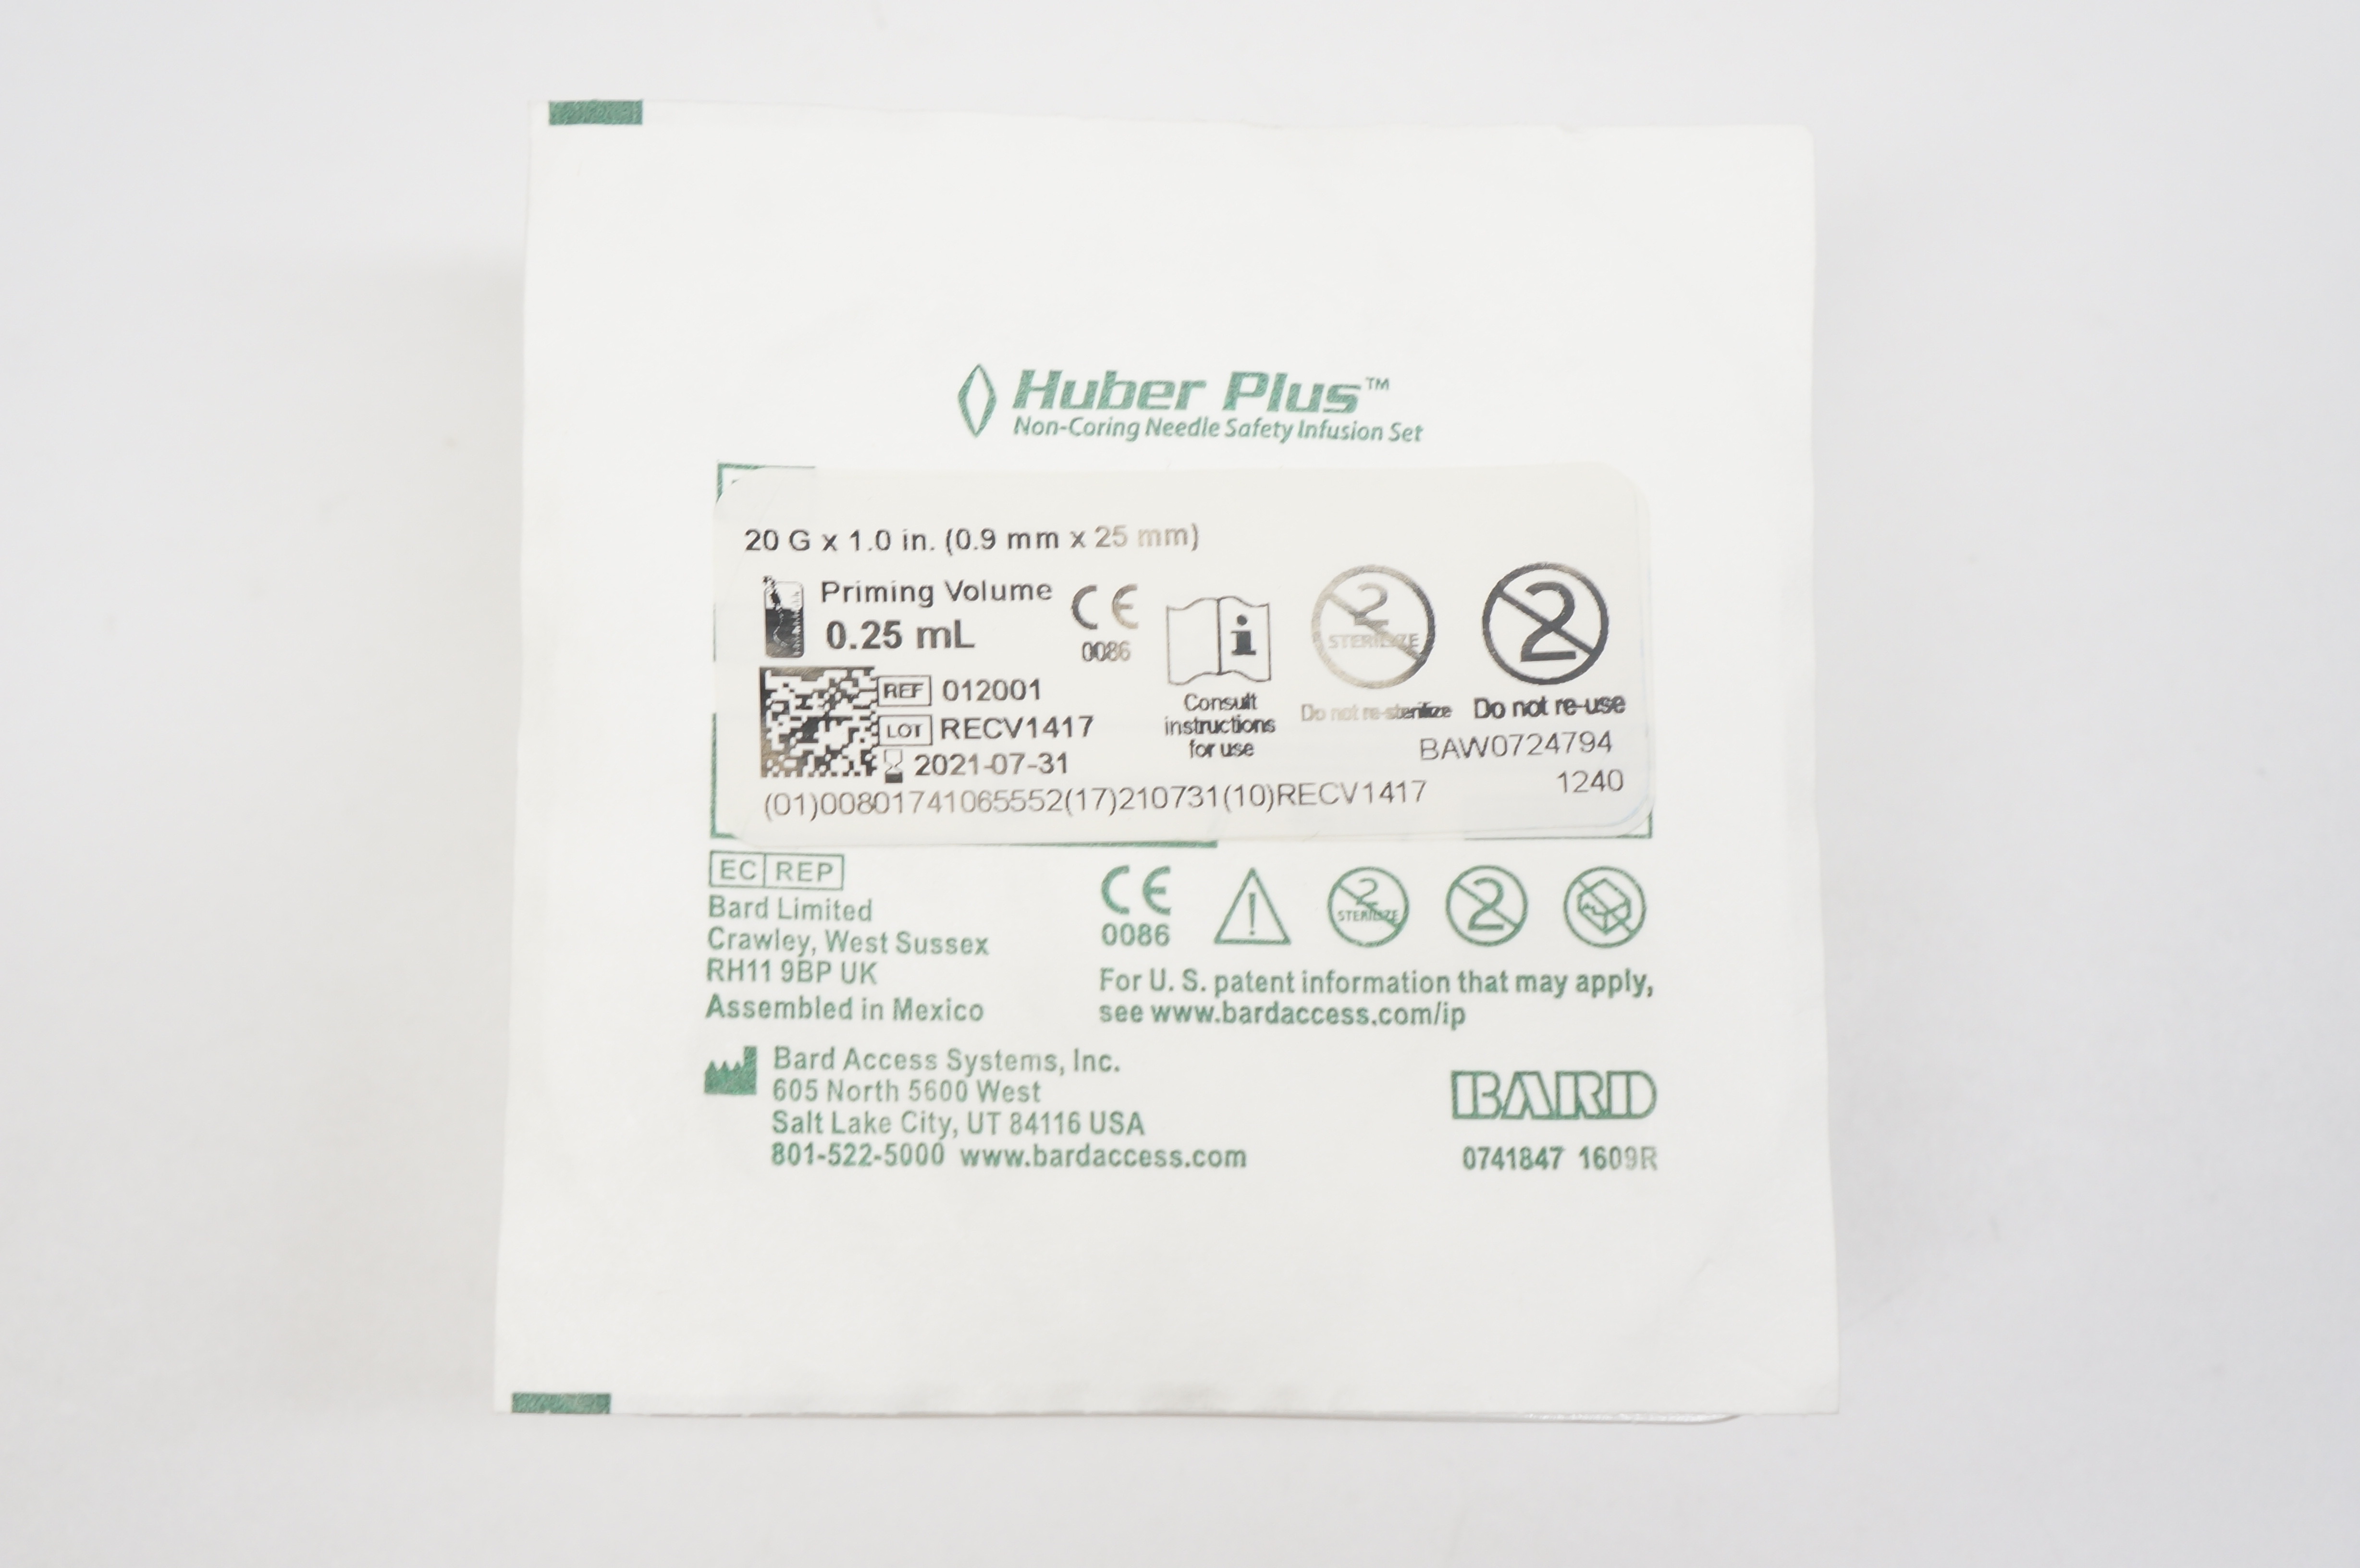 Huber Plus™
Non-Coring Needle Safety Infusion Set
20 G x 1.0 in. (0.9 mm x 25 mm)
Priming Volume
0.25 mL
CE
0086
i
Consult
instructions
for use
2
STERILIZE
Do not re-sterilize
2
Do not re-use
REF 012001
LOT RECV1417
2021-07-31
BAW0724794
1240
(01)00801741065552(17)210731(10)RECV1417
EC REP
Bard Limited
Crawley, West Sussex
RH11 9BP UK
Assembled in Mexico
CE
0086
!
2
STERILIZE
2
For U. S. patent information that may apply,
see www.bardaccess.com/ip
Bard Access Systems, Inc.
605 North 5600 West
Salt Lake City, UT 84116 USA
801-522-5000 www.bardaccess.com
BARD
0741847 1609R